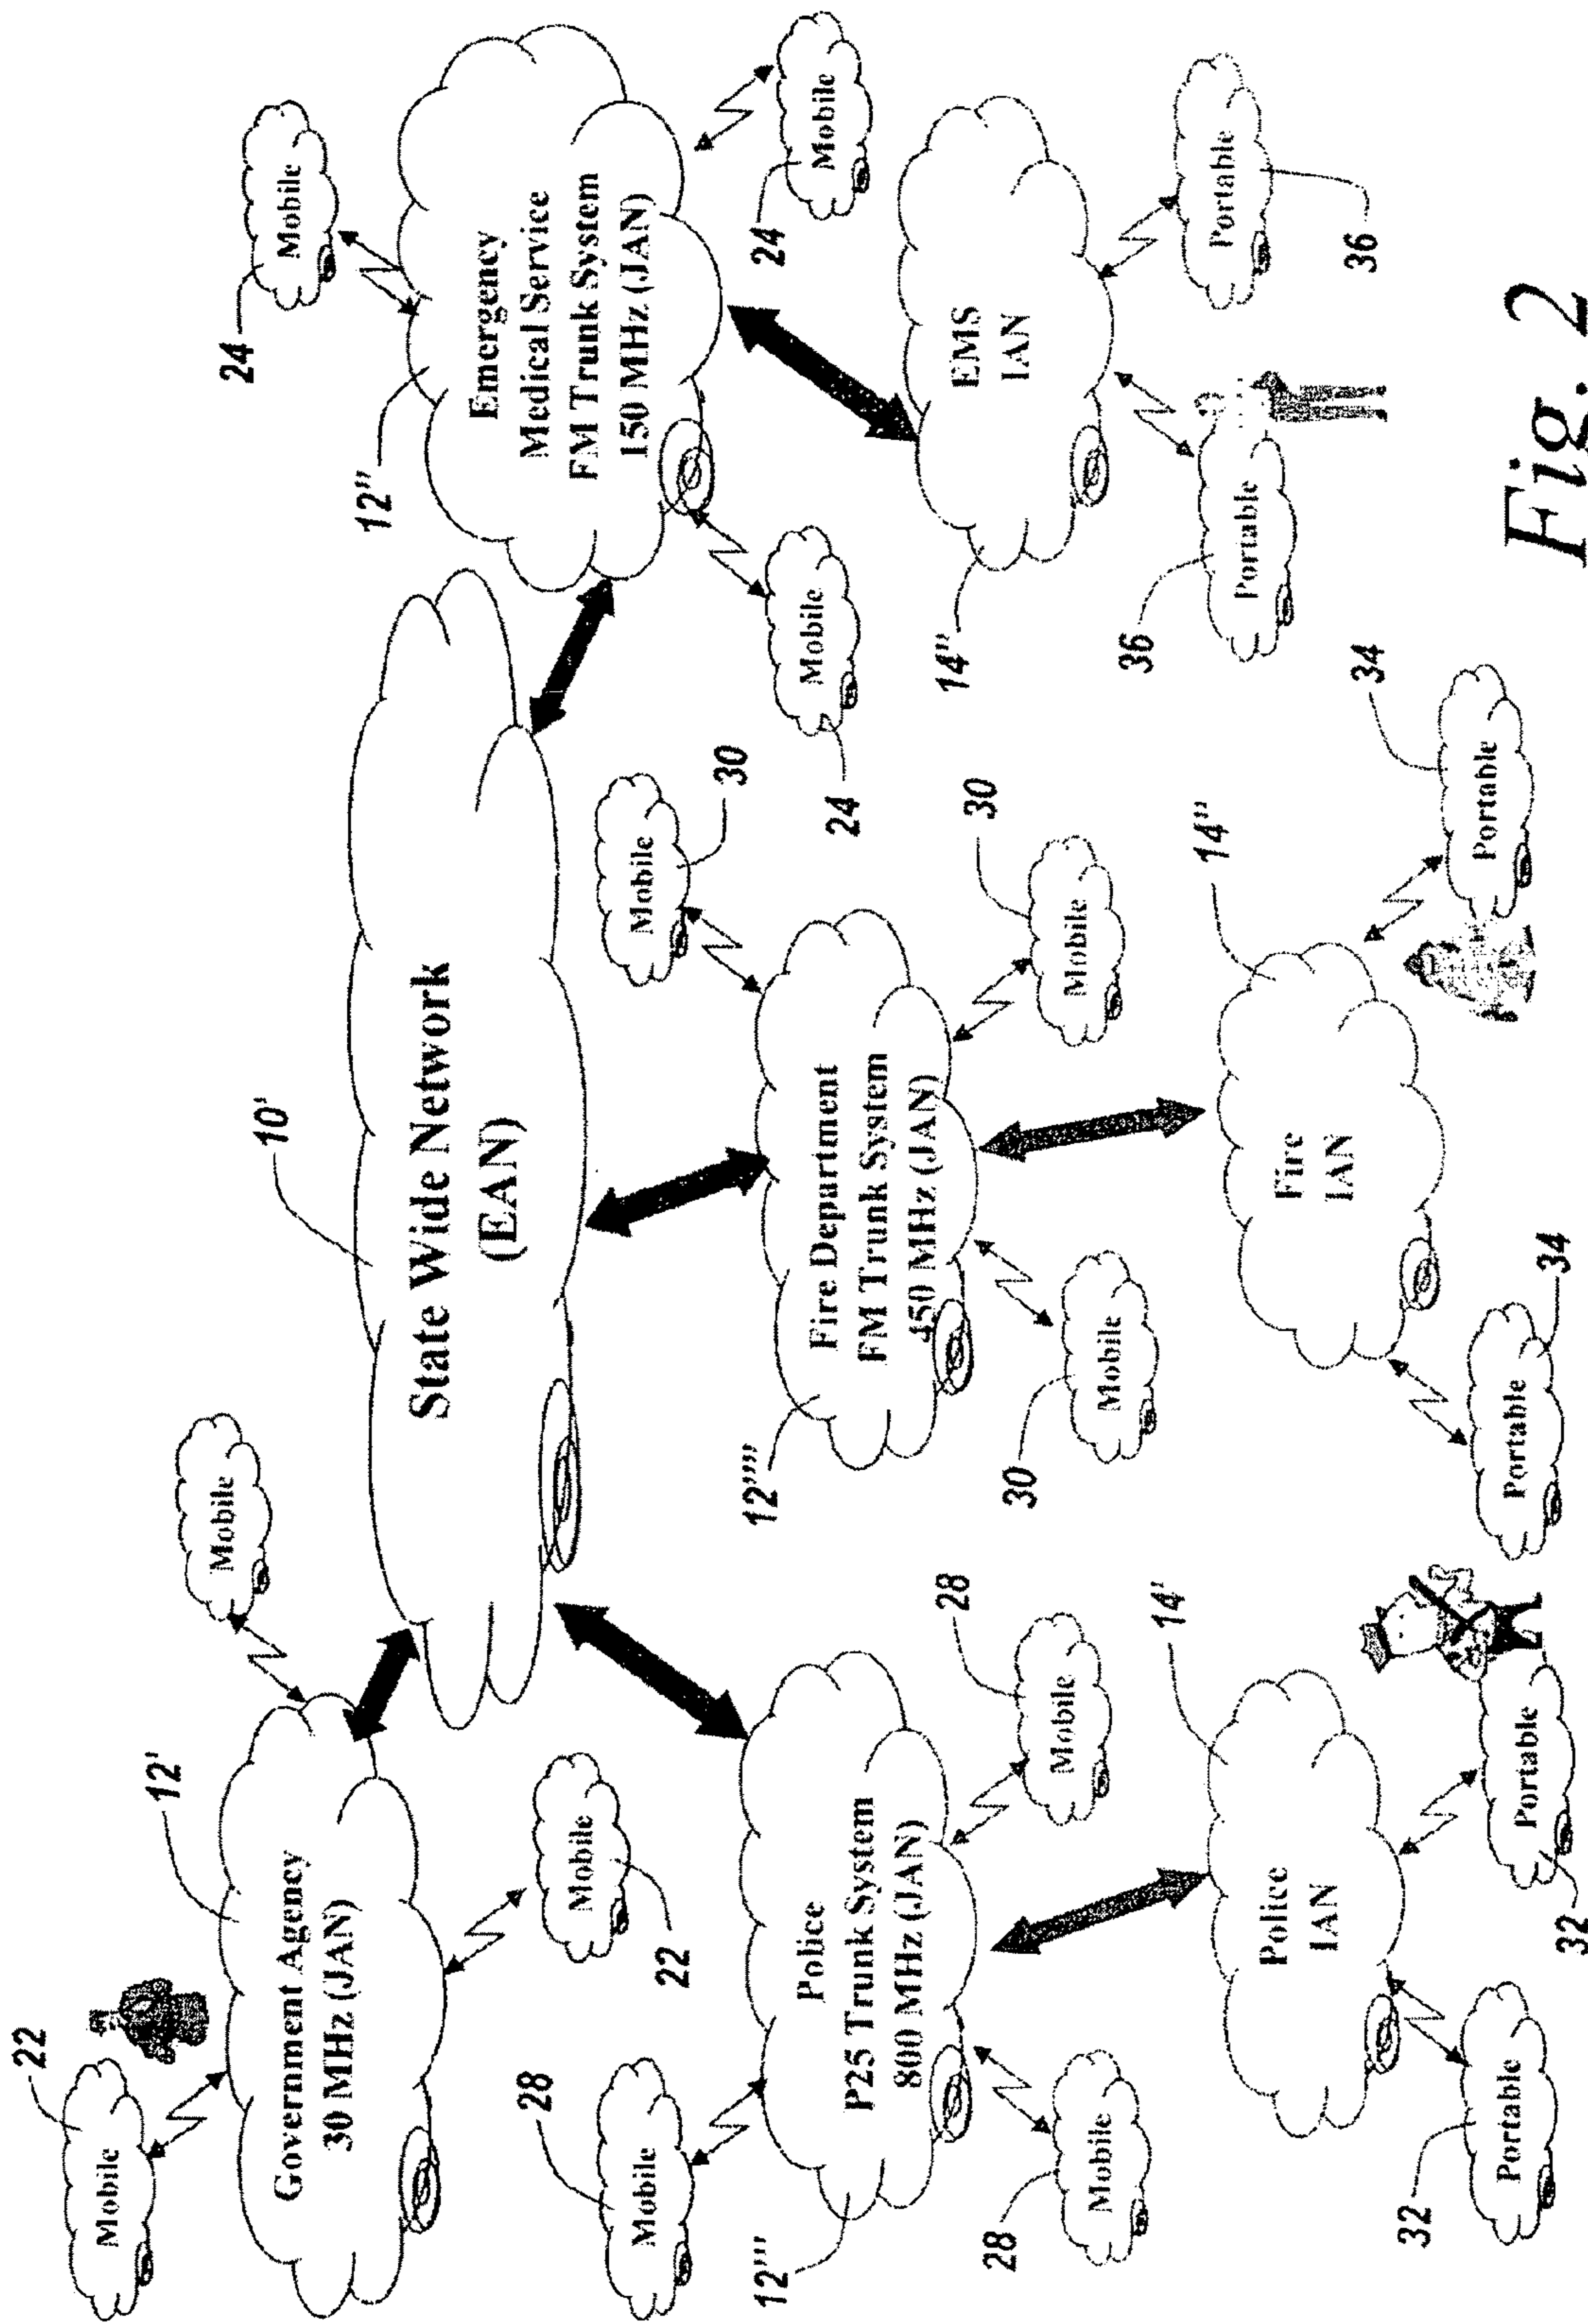 22
Mobile
Government Agency
30 MHz (JAN)
12'
Mobile
Mobile
22
10'
State Wide Network
(EAN)
24
Mobile
12''
Emergency
Medical Service
FM Trunk System
150 MHz (JAN)
Mobile
24
Mobile
24
28
Mobile
Police
P25 Trunk System
800 MHz (JAN)
12'''
28
Mobile
28
Mobile
Mobile
30
Fire Department
FM Trunk System
450 MHz (JAN)
12''''
30
Mobile
30
Mobile
14''
EMS
IAN
36
Portable
Portable
36
14'
Police
IAN
32
Portable
Portable
32
14''
Fire
IAN
Portable
34
Portable
34
Fig. 2